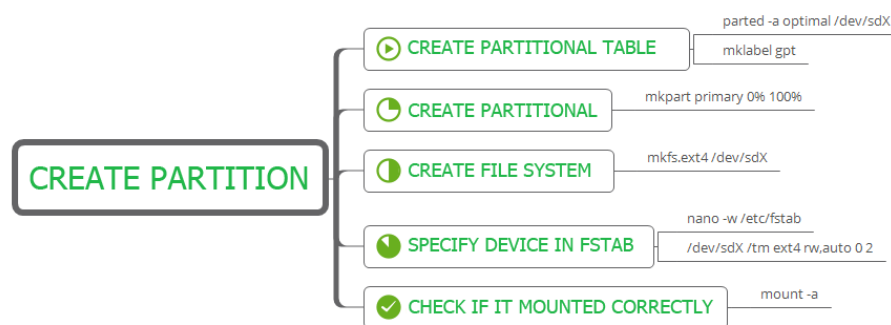 CREATE PARTITION
CREATE PARTITIONAL TABLE
parted -a optimal /dev/sdX
mklabel gpt
CREATE PARTITIONAL
mkpart primary 0% 100%
CREATE FILE SYSTEM
mkfs.ext4 /dev/sdX
SPECIFY DEVICE IN FSTAB
nano -w /etc/fstab
/dev/sdX /tm ext4 rw,auto 0 2
CHECK IF IT MOUNTED CORRECTLY
mount -a